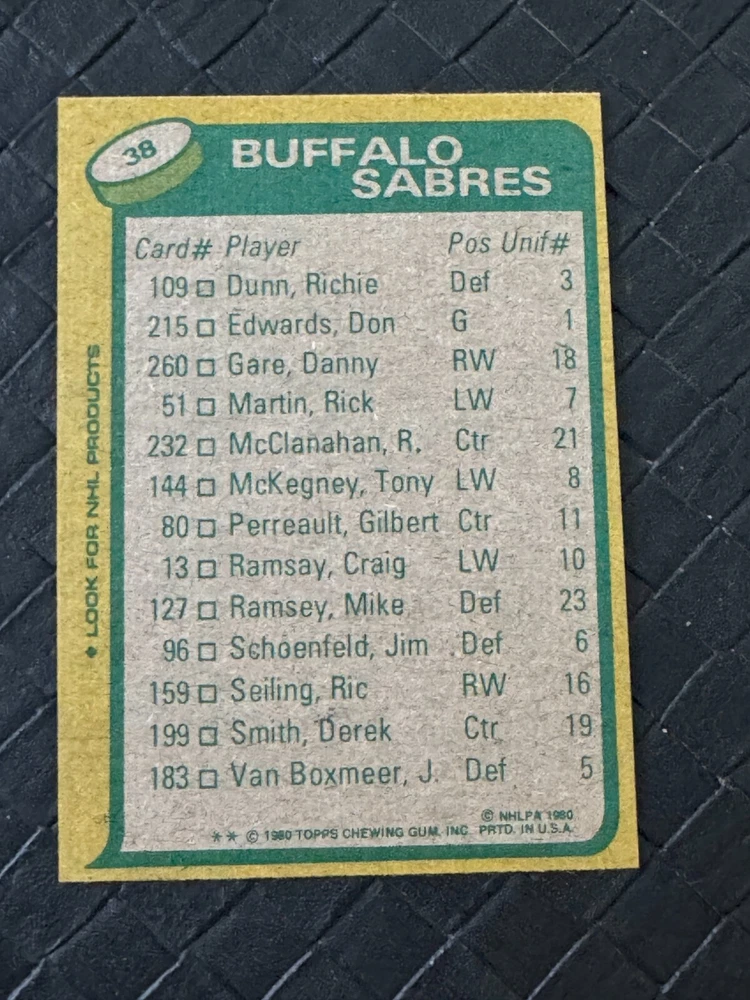 38
BUFFALO
SABRES
Card# Player Pos Unif#
109 □ Dunn, Richie Def 3
215 □ Edwards, Don G 1
260 □ Gare, Danny RW 18
51 □ Martin, Rick LW 7
232 □ McClanahan, R. Ctr 21
144 □ McKegney, Tony LW 8
80 □ Perreault, Gilbert Ctr 11
13 □ Ramsay, Craig LW 10
127 □ Ramsey, Mike Def 23
96 □ Schoenfeld, Jim Def 6
159 □ Seiling, Ric RW 16
199 □ Smith, Derek Ctr 19
183 □ Van Boxmeer, J. Def 5
© NHLPA 1980
** © 1980 TOPPS CHEWING GUM, INC. PRTD. IN U.S.A.
♦ LOOK FOR NHL PRODUCTS